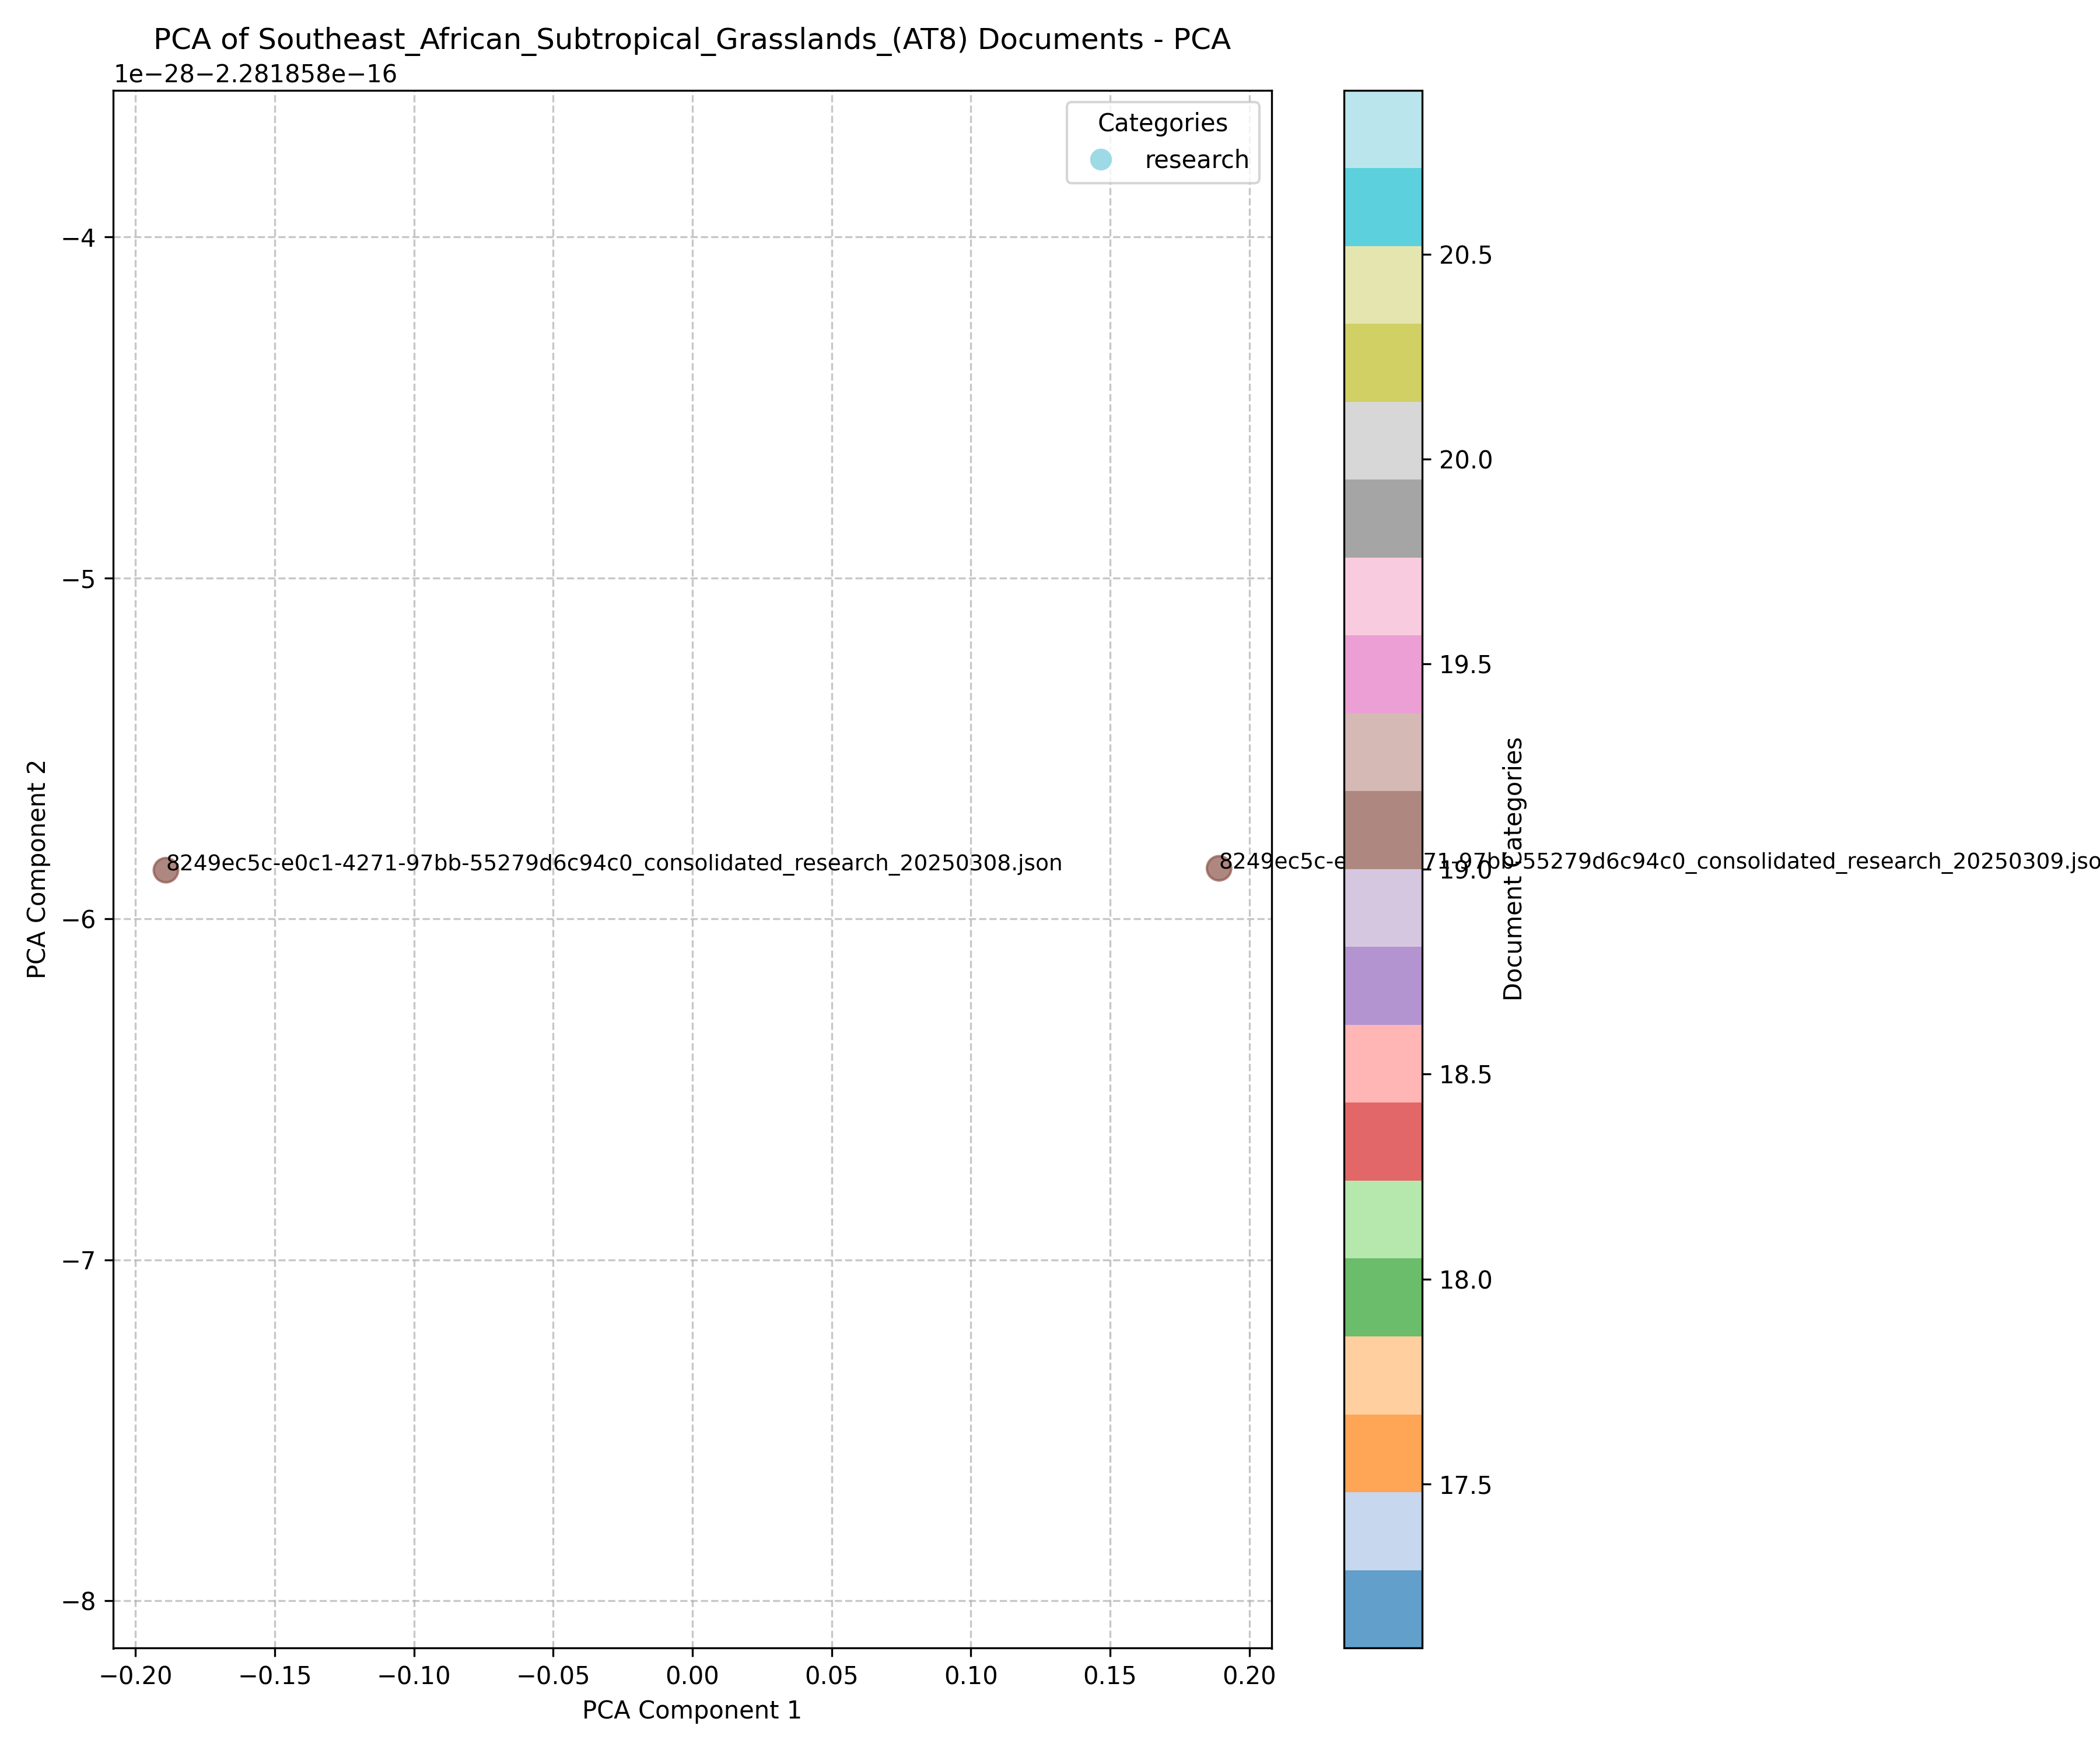 PCA of Southeast_African_Subtropical_Grasslands_(AT8) Documents - PCA
1e−28−2.281858e−16
Categories
research
−4
−5
−6
−7
−8
PCA Component 2
8249ec5c-e0c1-4271-97bb-55279d6c94c0_consolidated_research_20250308.json
8249ec5c-e 71-97bb-55279d6c94c0_consolidated_research_20250309.jso
−0.20
−0.15
−0.10
−0.05
0.00
0.05
0.10
0.15
0.20
PCA Component 1
20.5
20.0
19.5
19.0
18.5
18.0
17.5
Document Categories